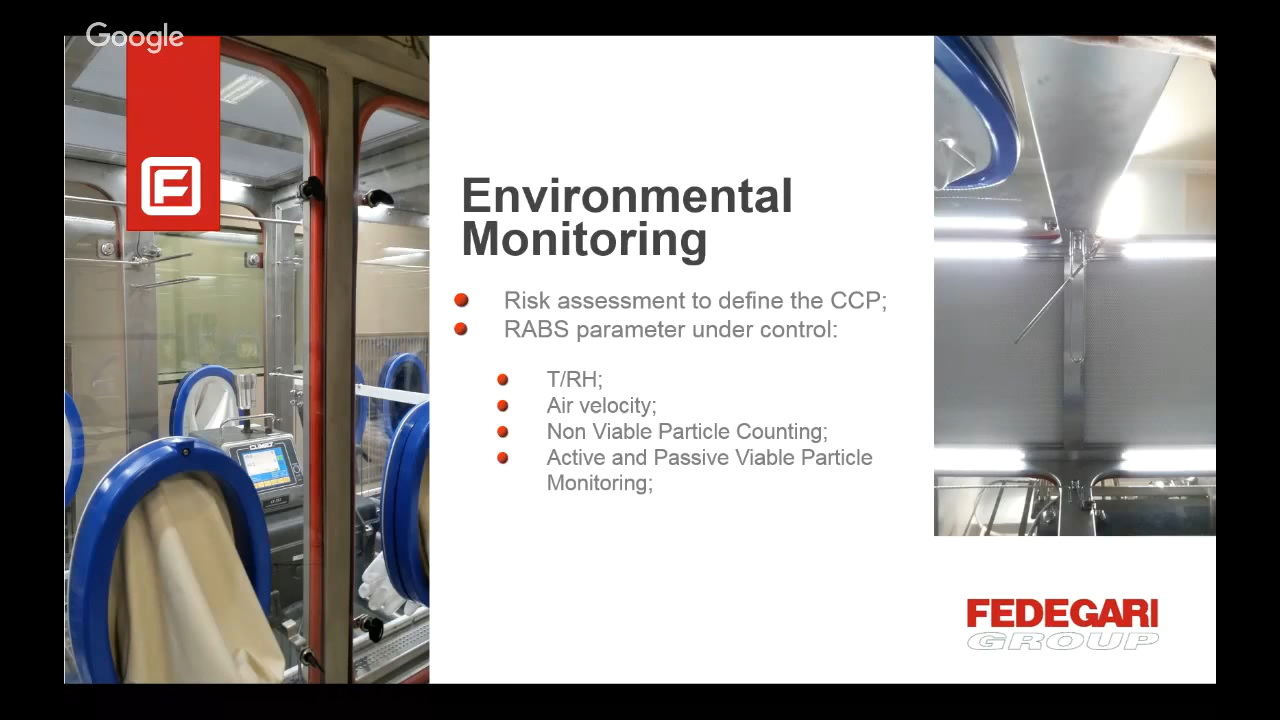 Google
F
Environmental
Monitoring
Risk assessment to define the CCP;
RABS parameter under control:
T/RH;
Air velocity;
Non Viable Particle Counting;
Active and Passive Viable Particle
Monitoring;
FEDEGARI
GROUP